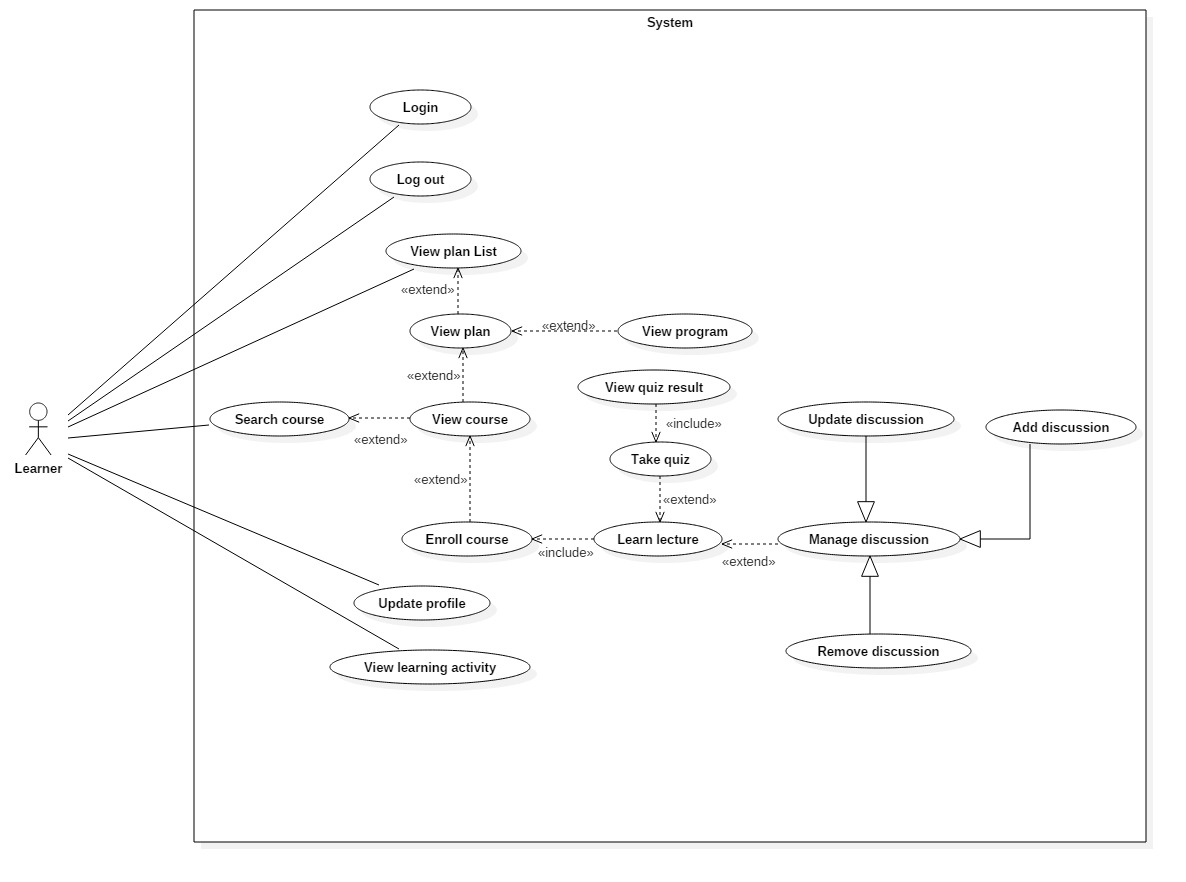 System
Login
Log out
View plan List
«extend»
View plan
«extend»
View program
«extend»
View quiz result
Search course
«extend»
View course
«include»
Update discussion
Add discussion
Learner
Take quiz
«extend»
«extend»
Enroll course
«include»
Learn lecture
«extend»
Manage discussion
Update profile
Remove discussion
View learning activity